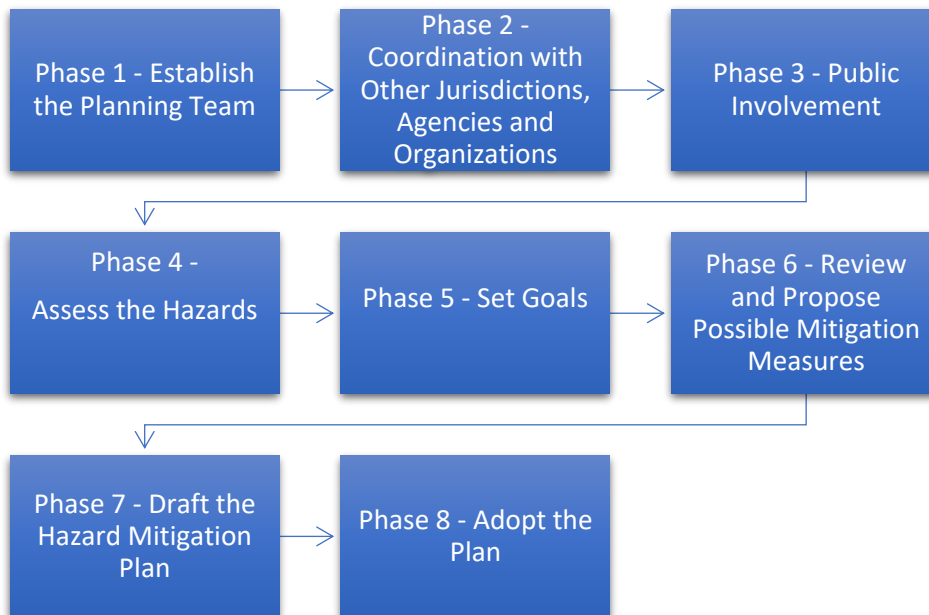 Phase 1 - Establish
the Planning Team
Phase 2 -
Coordination with
Other Jurisdictions,
Agencies and
Organizations
Phase 3 - Public
Involvement
Phase 4 -
Assess the Hazards
Phase 5 - Set Goals
Phase 6 - Review
and Propose
Possible Mitigation
Measures
Phase 7 - Draft the
Hazard Mitigation
Plan
Phase 8 - Adopt the
Plan